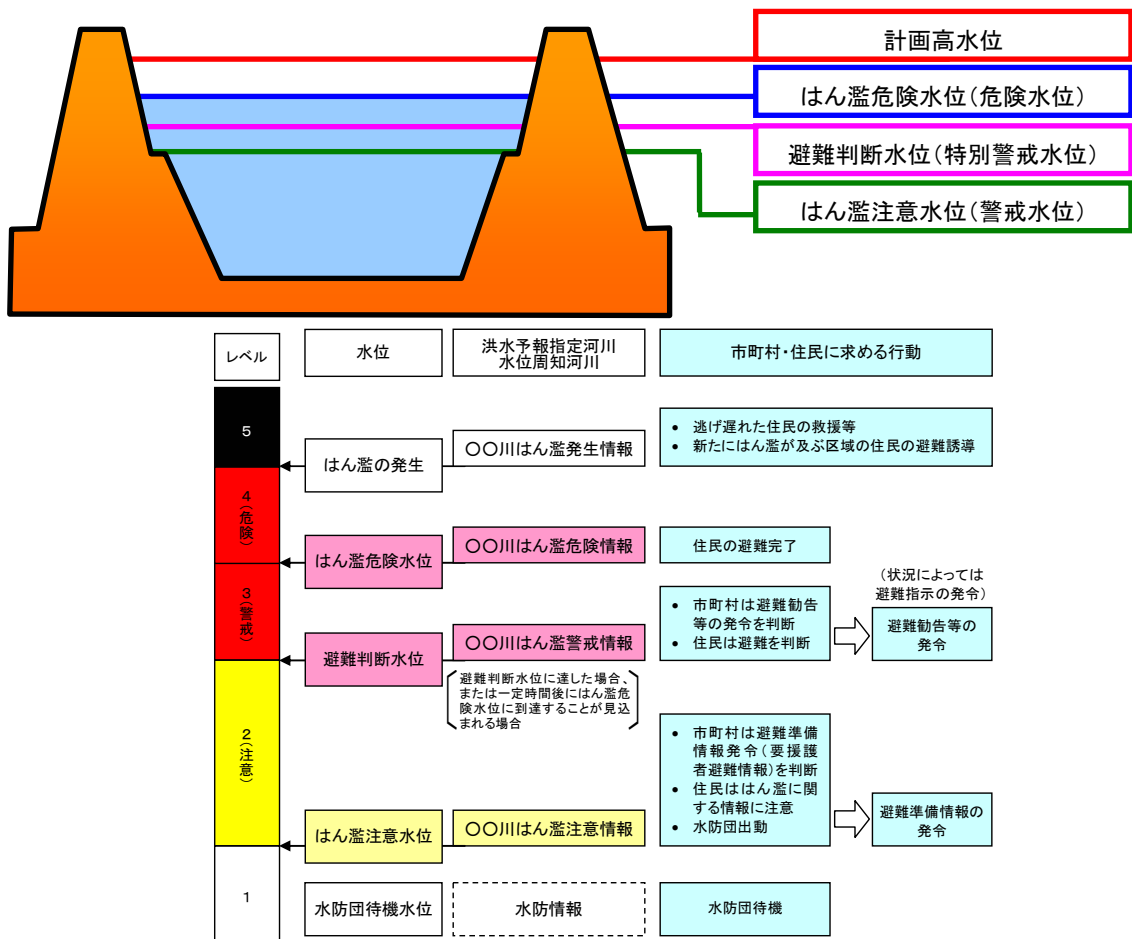 計画高水位
はん濫危険水位(危険水位)
避難判断水位(特別警戒水位)
はん濫注意水位(警戒水位)
レベル
水位
洪水予報指定河川
水位周知河川
市町村・住民に求める行動
5
はん濫の発生
〇〇川はん濫発生情報
• 逃げ遅れた住民の救援等
• 新たにはん濫が及ぶ区域の住民の避難誘導
4(危険)
はん濫危険水位
〇〇川はん濫危険情報
住民の避難完了
3(警戒)
避難判断水位
〇〇川はん濫警戒情報
(避難判断水位に達した場合、
または一定時間後にはん濫危
険水位に到達することが見込
まれる場合)
• 市町村は避難勧告
等の発令を判断
• 住民は避難を判断
(状況によっては
避難指示の発令)
避難勧告等の
発令
2(注意)
はん濫注意水位
〇〇川はん濫注意情報
• 市町村は避難準備
情報発令(要援護
者避難情報)を判断
• 住民ははん濫に関
する情報に注意
• 水防団出動
避難準備情報の
発令
1
水防団待機水位
水防情報
水防団待機